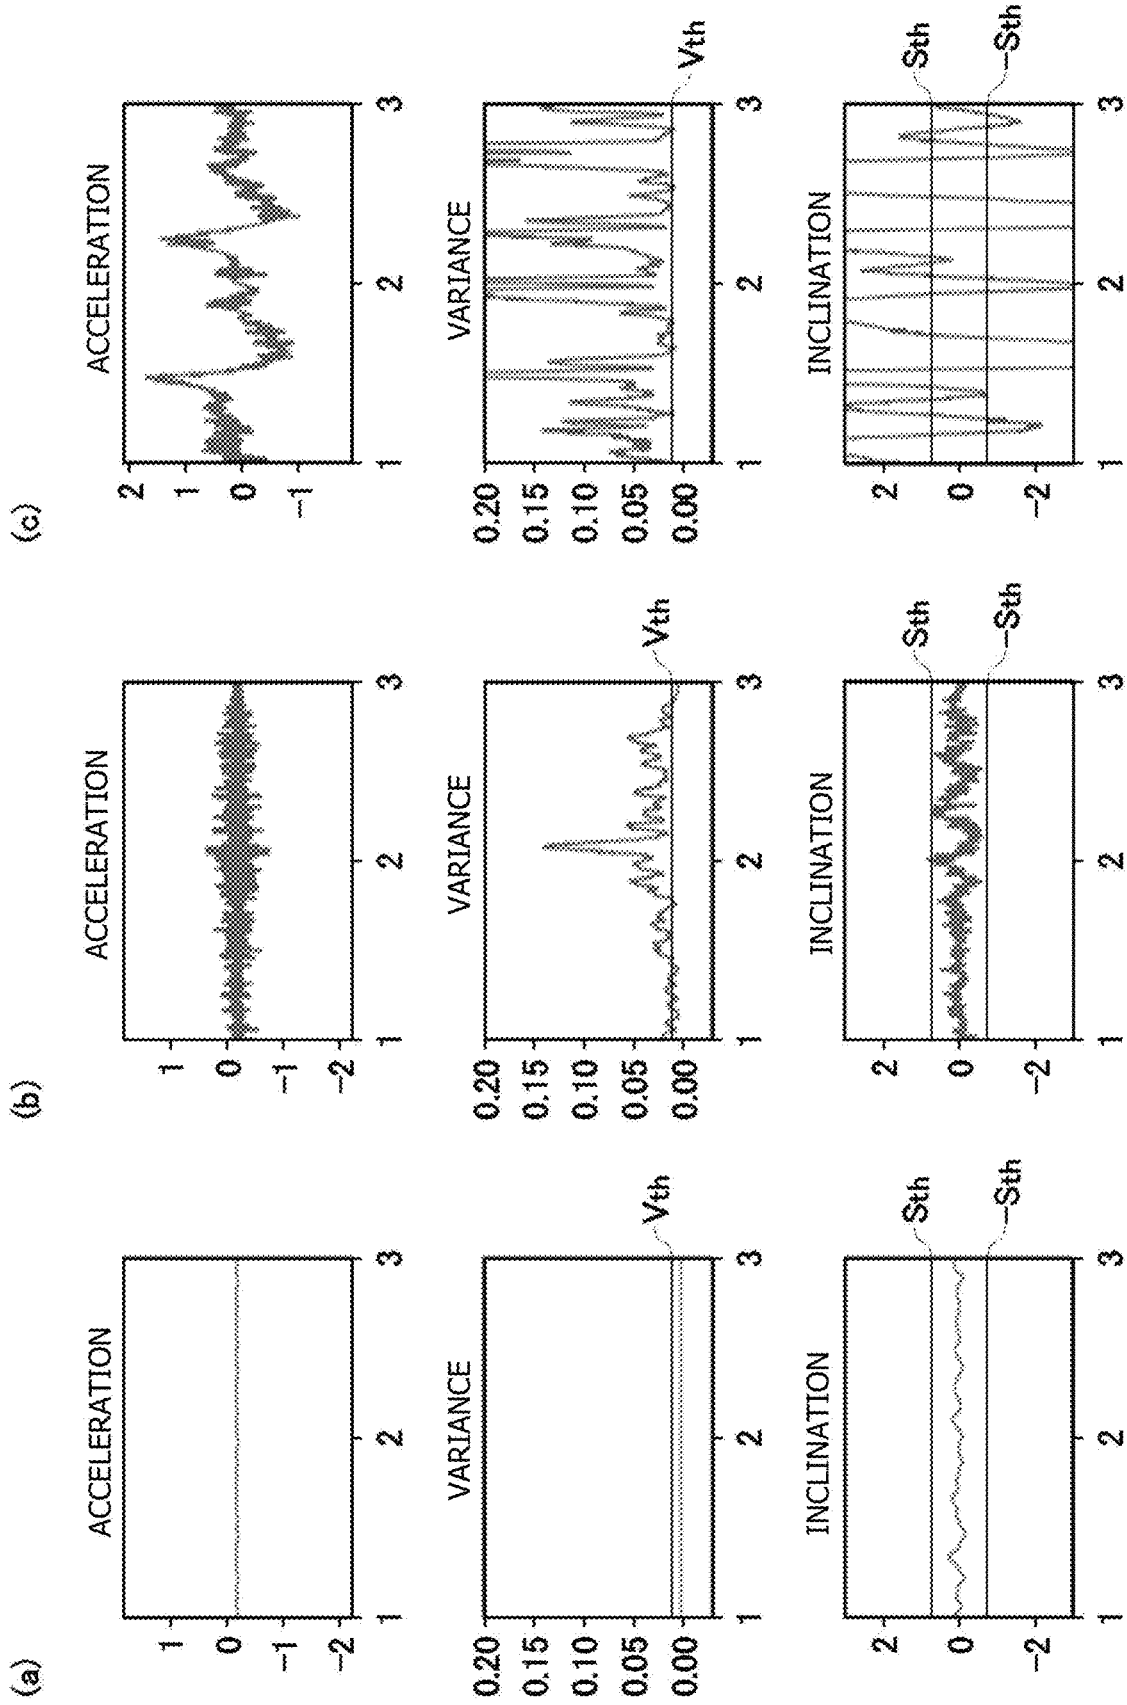 (a)
ACCELERATION
1
0
−1
−2
1 2 3
VARIANCE
0.20
0.15
0.10
0.05
0.00
Vth
1 2 3
INCLINATION
2
0
−2
Sth
−Sth
1 2 3
(b)
ACCELERATION
1
0
−1
−2
1 2 3
VARIANCE
0.20
0.15
0.10
0.05
0.00
Vth
1 2 3
INCLINATION
2
0
−2
Sth
−Sth
1 2 3
(c)
ACCELERATION
2
1
0
−1
1 2 3
VARIANCE
0.20
0.15
0.10
0.05
0.00
Vth
1 2 3
INCLINATION
2
0
−2
Sth
−Sth
1 2 3